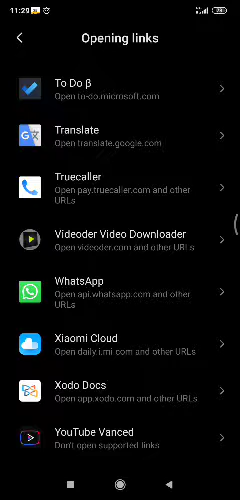 11:29
Opening links
To Do β
Open to-do.microsoft.com
Translate
Open translate.google.com
Truecaller
Open pay.truecaller.com and other
URLs
Videoder Video Downloader
Open videoder.com and other URLs
WhatsApp
Open api.whatsapp.com and other
URLs
Xiaomi Cloud
Open daily.i.mi.com and other URLs
Xodo Docs
Open app.xodo.com and other URLs
YouTube Vanced
Don't open supported links